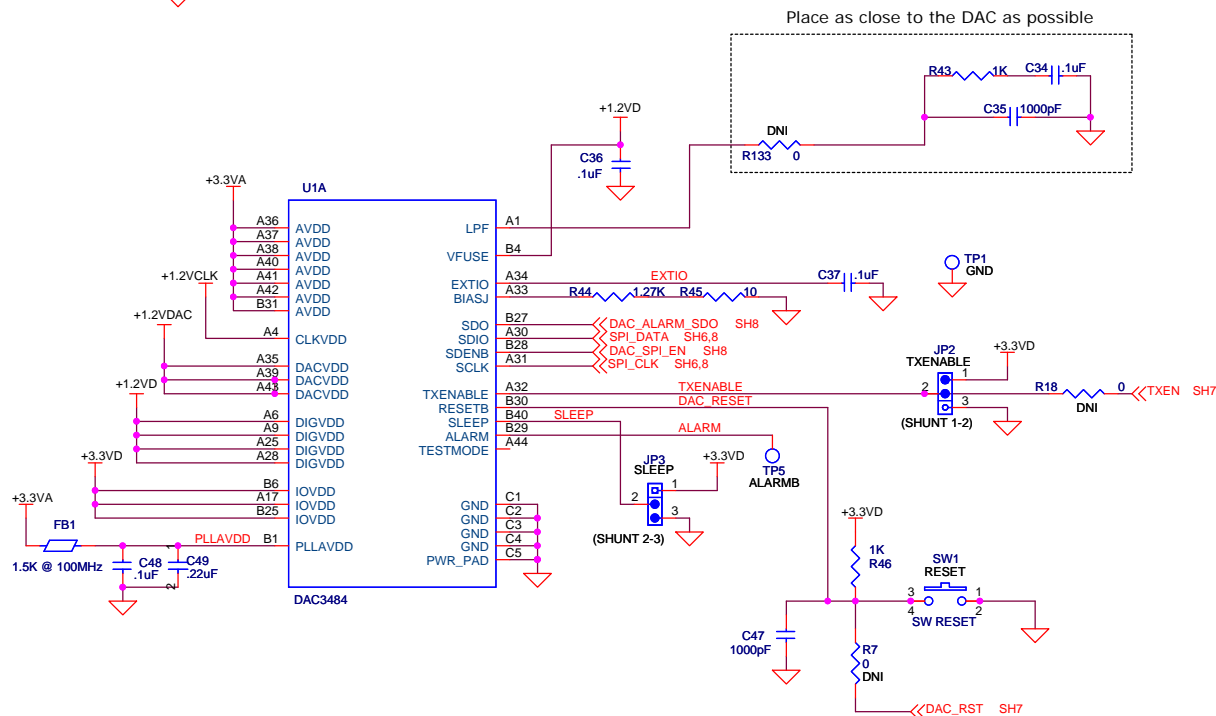 Place as close to the DAC as possible
R43 1K C34 .1uF
C35 1000pF
DNI
R133 0
+1.2VD
C36
.1uF
+3.3VA
U1A
A36 AVDD
A37 AVDD
A38 AVDD
A40 AVDD
A41 AVDD
A42 AVDD
B31 AVDD
+1.2VCLK
A4 CLKVDD
+1.2VDAC
A35 DACVDD
A39 DACVDD
A43 DACVDD
+1.2VD
A6 DIGVDD
A9 DIGVDD
A25 DIGVDD
A28 DIGVDD
+3.3VD
B6 IOVDD
A17 IOVDD
B25 IOVDD
+3.3VA
FB1
1.5K @ 100MHz
PLLAVDD B1 PLLAVDD
C48
.1uF
1
C49
.22uF
2
DAC3484
LPF A1
VFUSE B4
EXTIO A34 EXTIO C37 .1uF
BIASJ A33 R44 1.27K R45 10
SDO B27 DAC_ALARM_SDO SH8
SDIO A30 SPI_DATA SH6,8
SDENB B28 DAC_SPI_EN SH8
SCLK A31 SPI_CLK SH6,8
TXENABLE A32 TXENABLE
RESETB B30 DAC_RESET
SLEEP B40 SLEEP
ALARM B29 ALARM
TESTMODE A44
GND C1
GND C2
GND C3
GND C4
PWR_PAD C5
TP1
GND
JP2
TXENABLE
+3.3VD
1
2
3
(SHUNT 1-2)
R18 0
DNI
TXEN SH7
JP3
SLEEP
+3.3VD
1
2
3
(SHUNT 2-3)
TP5
ALARMB
+3.3VD
1K
R46
SW1
RESET
3 1
4 2
SW RESET
C47
1000pF
R7
0
DNI
DAC_RST SH7